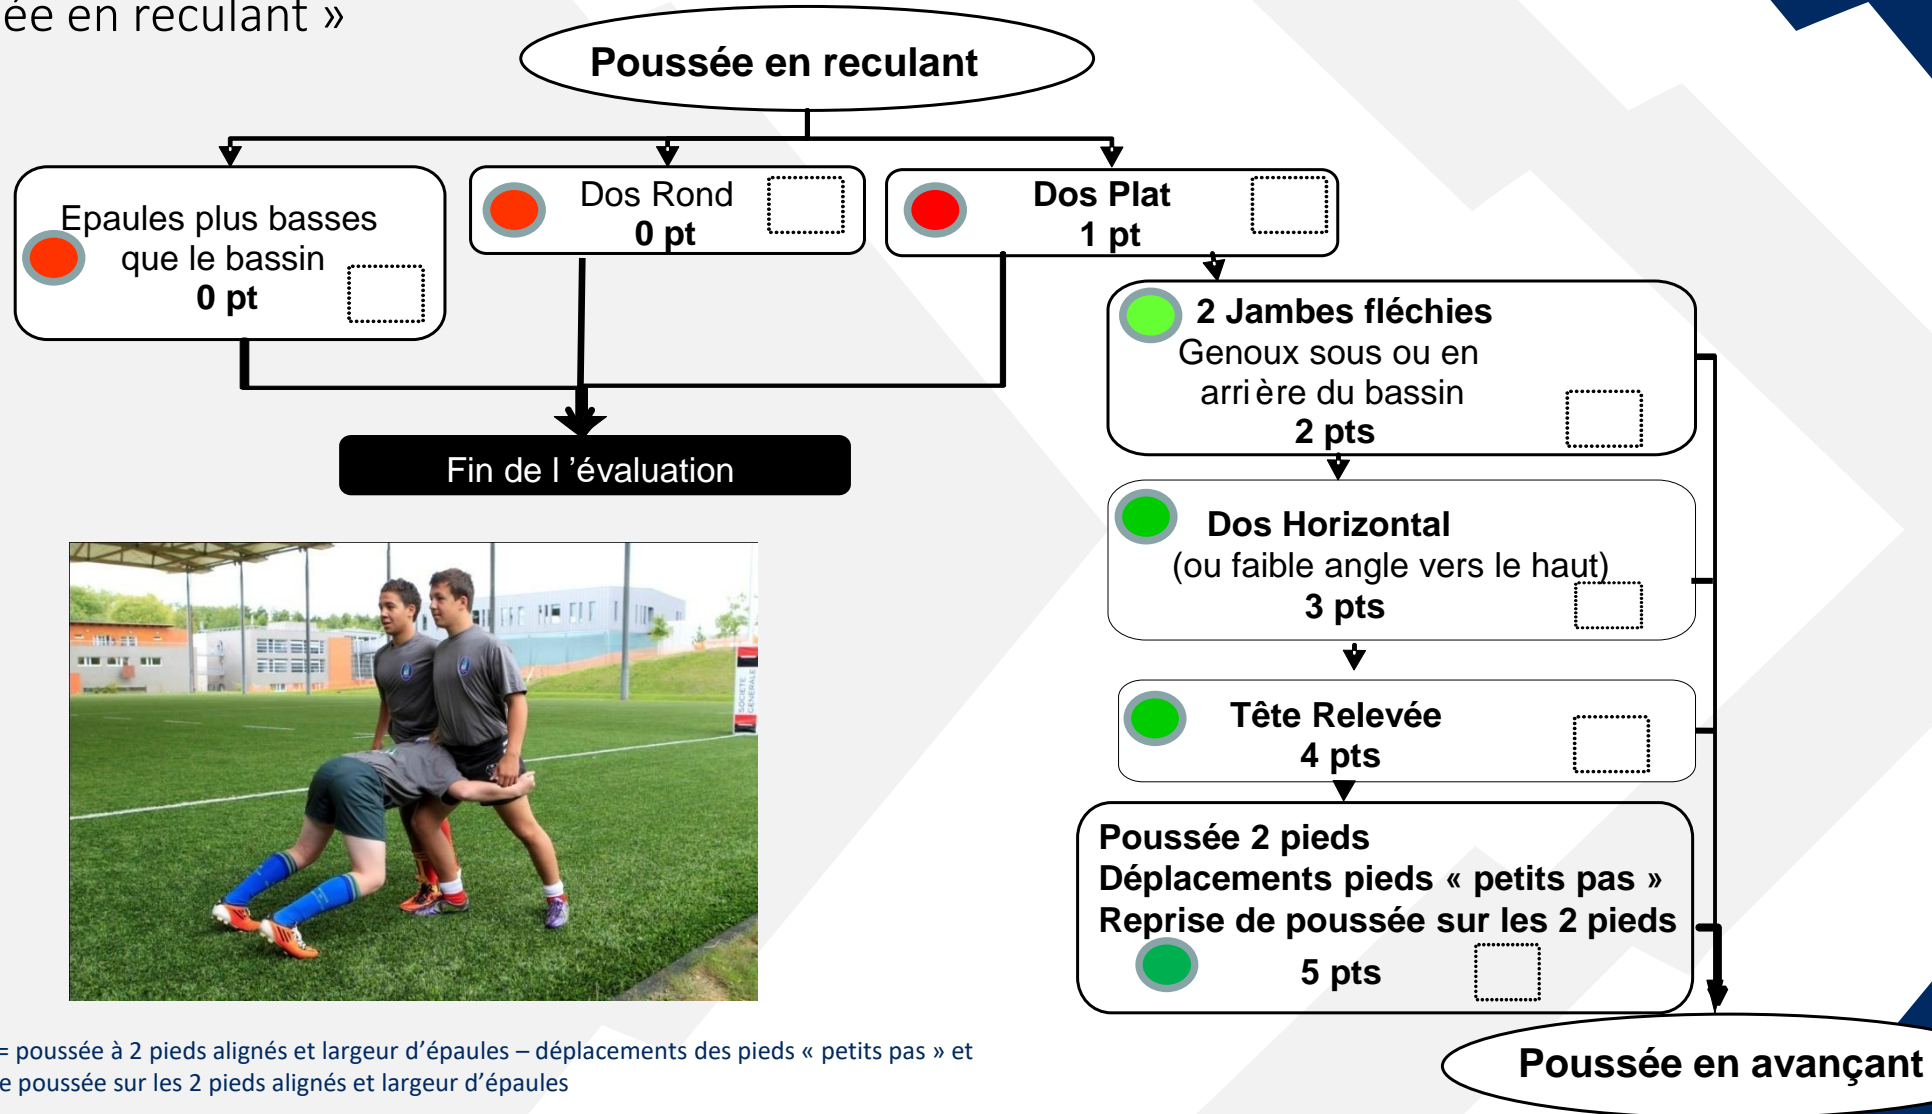 ée en reculant »
Poussée en reculant
Epaules plus basses
que le bassin
0 pt
Dos Rond
0 pt
Dos Plat
1 pt
2 Jambes fléchies
Genoux sous ou en
arrière du bassin
2 pts
Fin de l ’évaluation
Dos Horizontal
(ou faible angle vers le haut)
3 pts
SOCIETE
GENERALE
Tête Relevée
4 pts
Poussée 2 pieds
Déplacements pieds « petits pas »
Reprise de poussée sur les 2 pieds
5 pts
= poussée à 2 pieds alignés et largeur d’épaules – déplacements des pieds « petits pas » et
e poussée sur les 2 pieds alignés et largeur d’épaules
Poussée en avançant